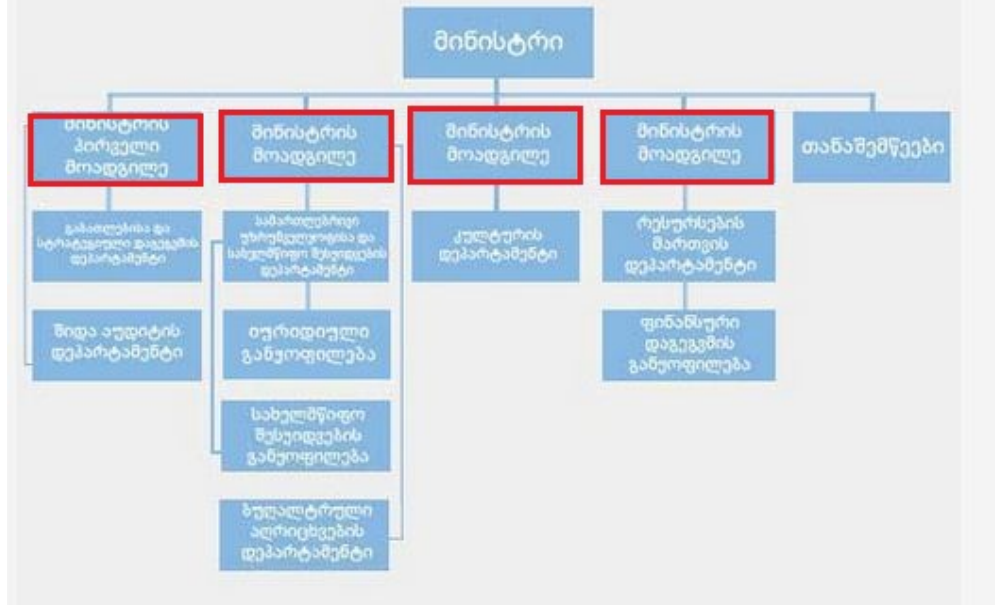 მინისტრი
მინისტრის
პირველი
მოადგილე
მინისტრის
მოადგილე
მინისტრის
მოადგილე
მინისტრის
მოადგილე
თანაშემწეები
განათლებისა და
სტრატეგიული დაგეგმვის
დეპარტამენტი
სამართლებრივი
უზრუნველყოფისა და
სახელმწიფო შესყიდვების
დეპარტამენტი
კულტურის
დეპარტამენტი
რესურსების
მართვის
დეპარტამენტი
შიდა აუდიტის
დეპარტამენტი
იურიდიული
განყოფილება
ფინანსური
დაგეგვმის
განყოფილება
სახელმწიფო
შესყიდვების
განყოფილება
ბუღალტრული
აღრიცხვების
დეპარტამენტი